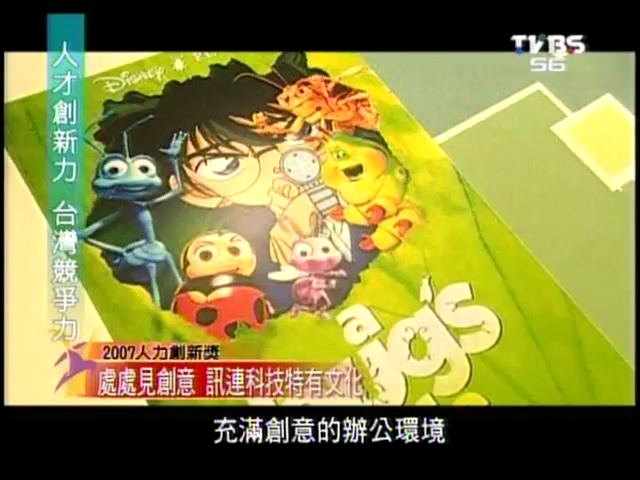 TVBS
56
人才創新力 台灣競爭力
Disney
a
bug's
2007人力創新獎
處處見創意 訊連科技特有文化
充滿創意的辦公環境